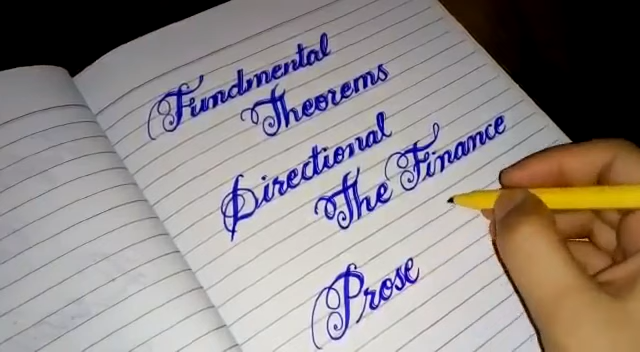 Fundmental
Theorems
Directional
The Finance
Prose